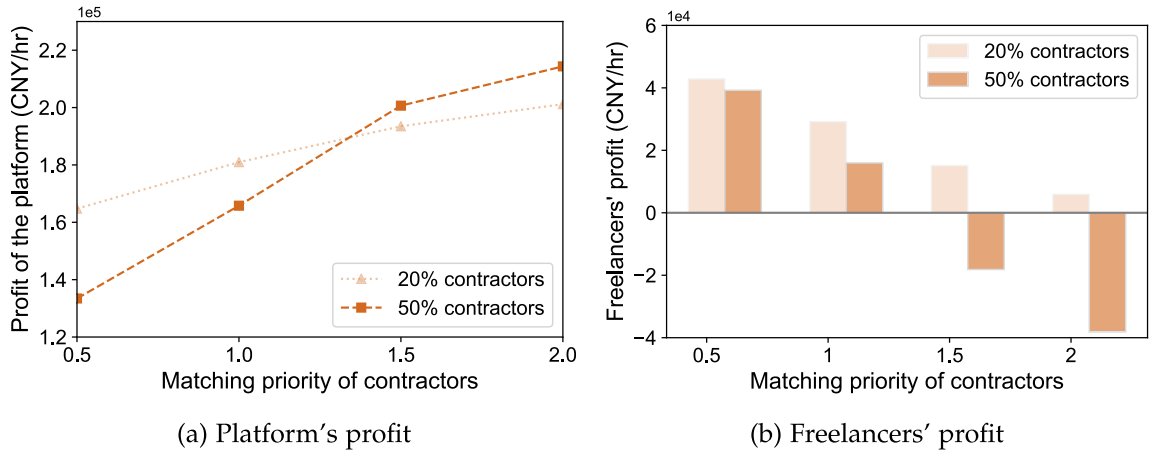 1e5
Profit of the platform (CNY/hr)
2.2
2.0
1.8
1.6
1.4
1.2
20% contractors
50% contractors
0.5 1.0 1.5 2.0
Matching priority of contractors
(a) Platform's profit
1e4
Freelancers' profit (CNY/hr)
6
4
2
0
−2
−4
20% contractors
50% contractors
0.5 1 1.5 2
Matching priority of contractors
(b) Freelancers' profit